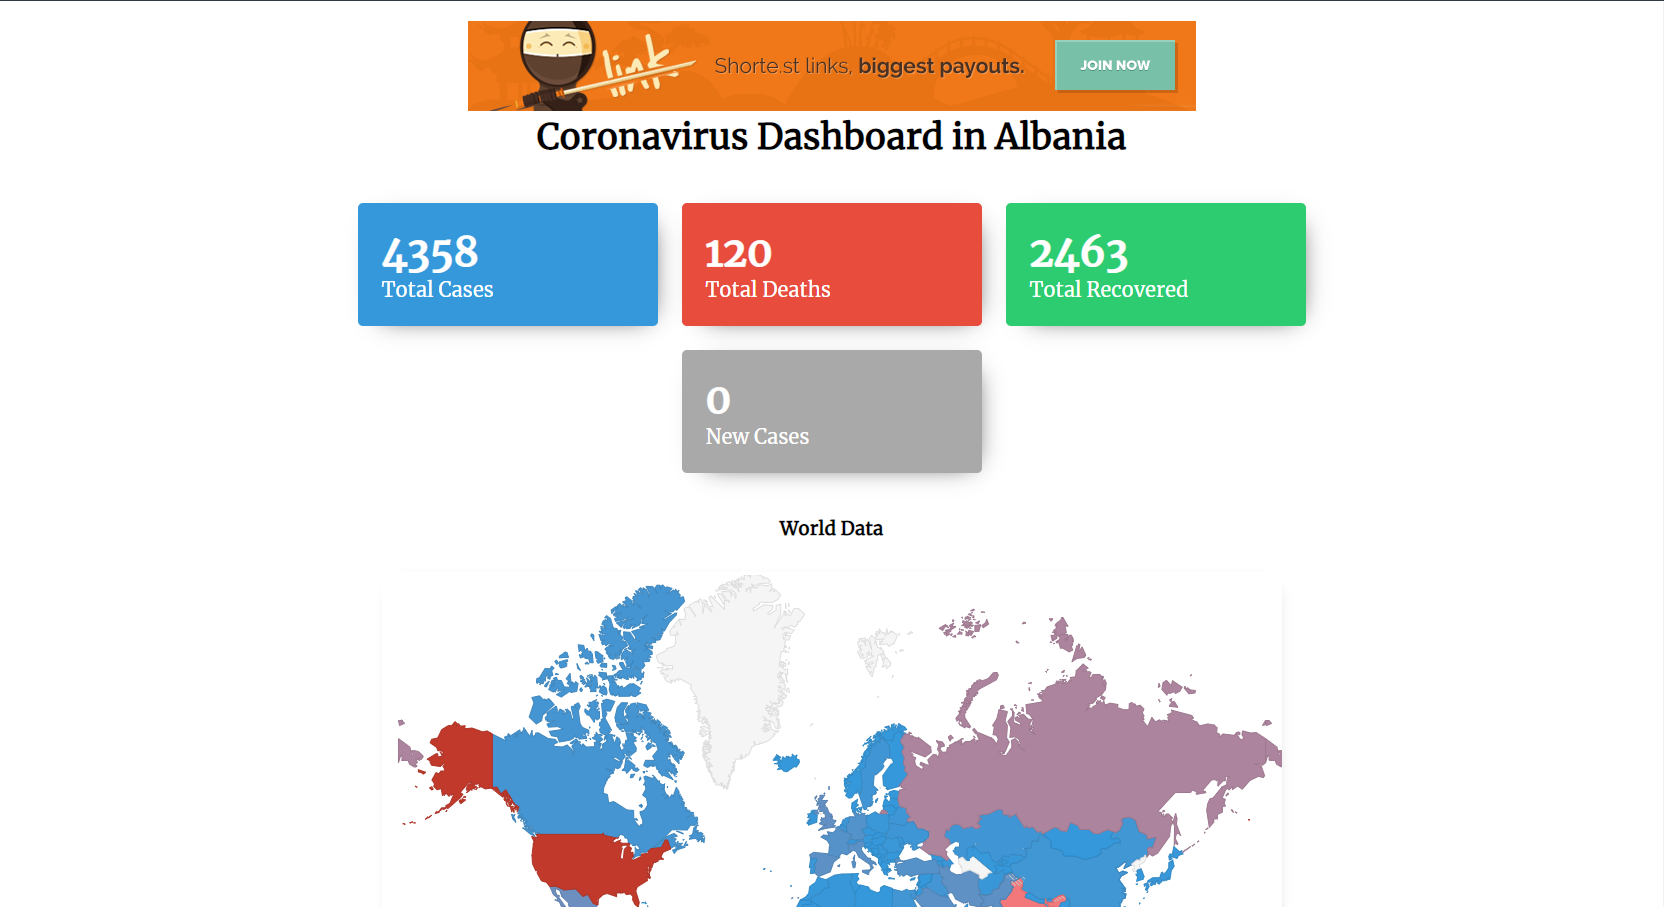 link
Shorte.st links, biggest payouts.
JOIN NOW
Coronavirus Dashboard in Albania
4358
Total Cases
120
Total Deaths
2463
Total Recovered
0
New Cases
World Data